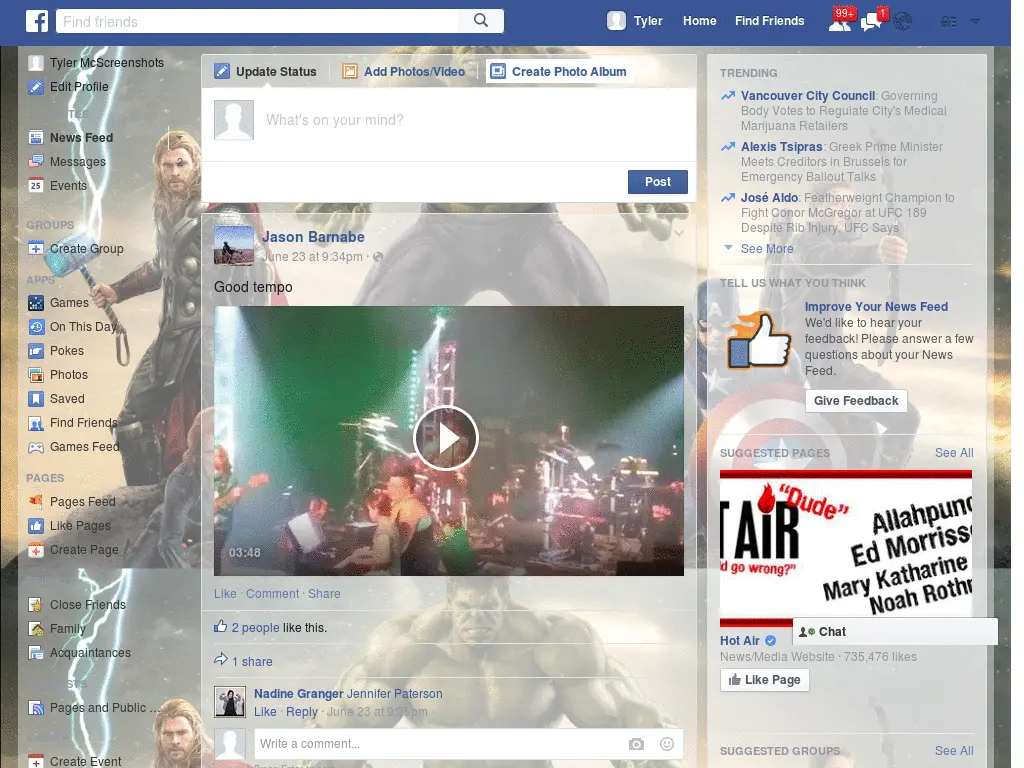 Find friends
Tyler
Home
Find Friends
99+
1
Tyler McScreenshots
Edit Profile
News Feed
Messages
25
Events
GROUPS
Create Group
APPS
Games
On This Day
Pokes
Photos
Saved
Find Friends
Games Feed
PAGES
Pages Feed
Like Pages
Create Page
Close Friends
Family
Acquaintances
Pages and Public ...
Create Event
Update Status
Add Photos/Video
Create Photo Album
What's on your mind?
Post
Jason Barnabe
June 23 at 9:34pm ·
Good tempo
03:48
Like · Comment · Share
2 people like this.
1 share
Nadine Granger Jennifer Paterson
Like · Reply · June 23 at 9:35pm
Write a comment...
TRENDING
Vancouver City Council: Governing
Body Votes to Regulate City's Medical
Marijuana Retailers
Alexis Tsipras: Greek Prime Minister
Meets Creditors in Brussels for
Emergency Bailout Talks
José Aldo: Featherweight Champion to
Fight Conor McGregor at UFC 189
Despite Rib Injury, UFC Says
See More
TELL US WHAT YOU THINK
Improve Your News Feed
We'd like to hear your
feedback! Please answer a few
questions about your News
Feed.
Give Feedback
SUGGESTED PAGES
See All
"Dude"
T AiR
d go wrong?"
Allahpund
Ed Morriss
Mary Katharine
Noah Roth
Hot Air
Chat
News/Media Website · 735,476 likes
Like Page
SUGGESTED GROUPS
See All